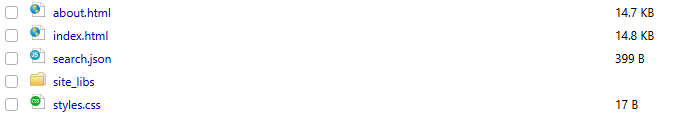 about.html 14.7 KB
index.html 14.8 KB
search.json 399 B
site_libs
styles.css 17 B